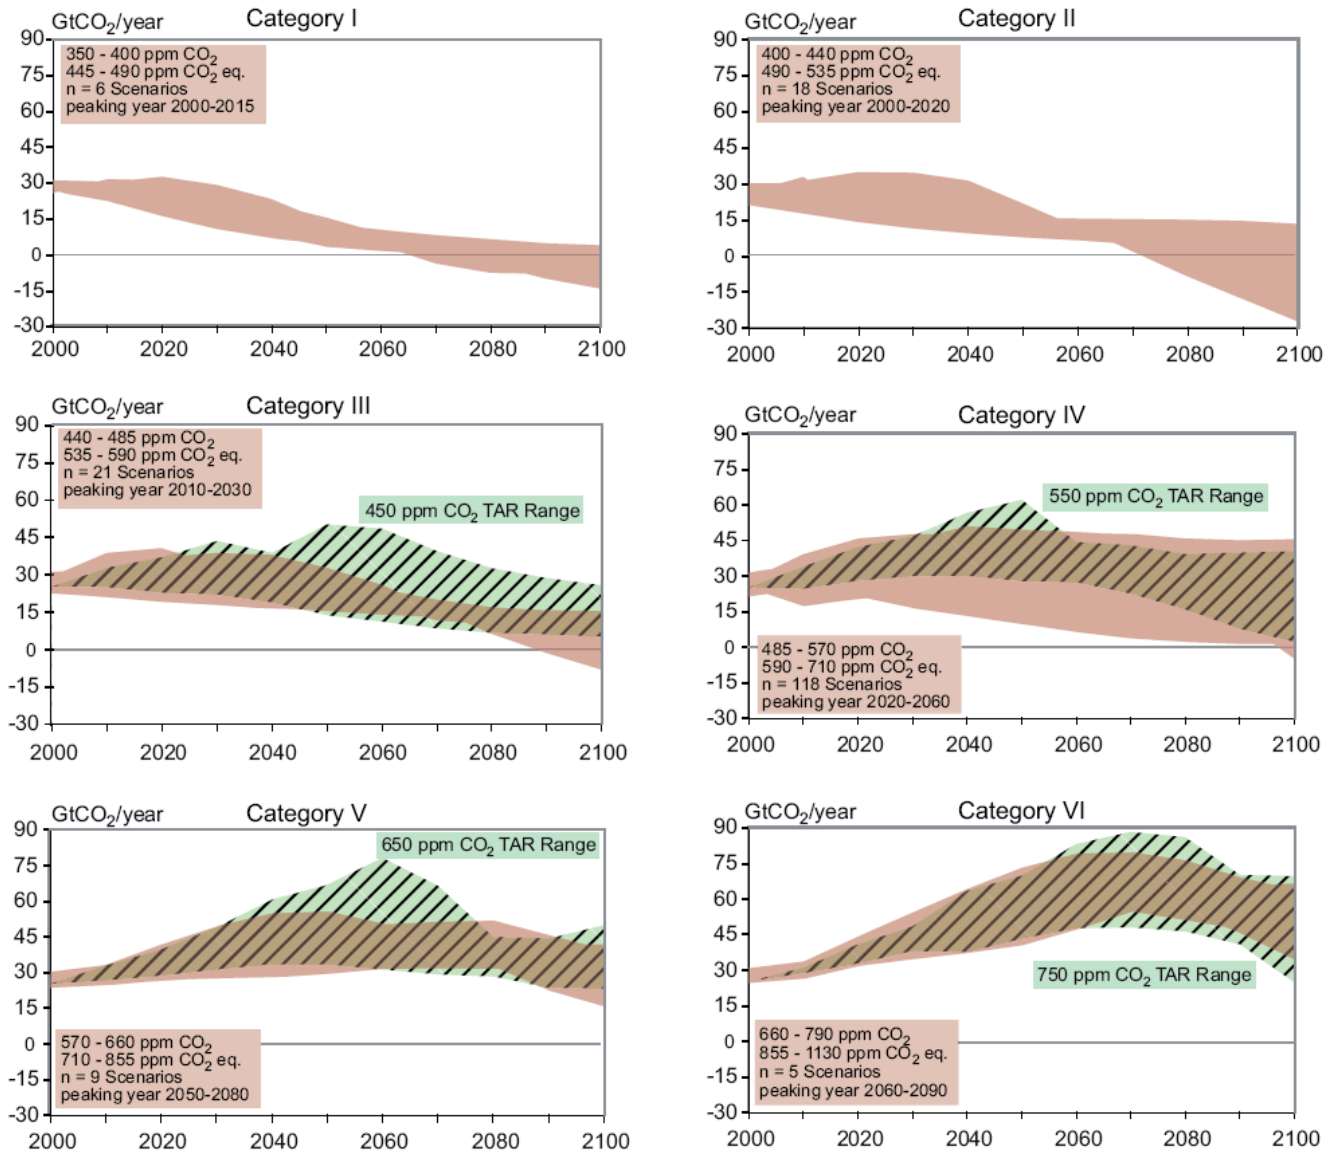 GtCO2/year
Category I
90
75
60
45
30
15
0
-15
-30
350 - 400 ppm CO2
445 - 490 ppm CO2 eq.
n = 6 Scenarios
peaking year 2000-2015
2000 2020 2040 2060 2080 2100
GtCO2/year
Category II
90
75
60
45
30
15
0
-15
-30
400 - 440 ppm CO2
490 - 535 ppm CO2 eq.
n = 18 Scenarios
peaking year 2000-2020
2000 2020 2040 2060 2080 2100
GtCO2/year
Category III
90
75
60
45
30
15
0
-15
-30
440 - 485 ppm CO2
535 - 590 ppm CO2 eq.
n = 21 Scenarios
peaking year 2010-2030
450 ppm CO2 TAR Range
2000 2020 2040 2060 2080 2100
GtCO2/year
Category IV
90
75
60
45
30
15
0
-15
-30
550 ppm CO2 TAR Range
485 - 570 ppm CO2
590 - 710 ppm CO2 eq.
n = 118 Scenarios
peaking year 2020-2060
2000 2020 2040 2060 2080 2100
GtCO2/year
Category V
90
75
60
45
30
15
0
-15
-30
650 ppm CO2 TAR Range
570 - 660 ppm CO2
710 - 855 ppm CO2 eq.
n = 9 Scenarios
peaking year 2050-2080
2000 2020 2040 2060 2080 2100
GtCO2/year
Category VI
90
75
60
45
30
15
0
-15
-30
750 ppm CO2 TAR Range
660 - 790 ppm CO2
855 - 1130 ppm CO2 eq.
n = 5 Scenarios
peaking year 2060-2090
2000 2020 2040 2060 2080 2100